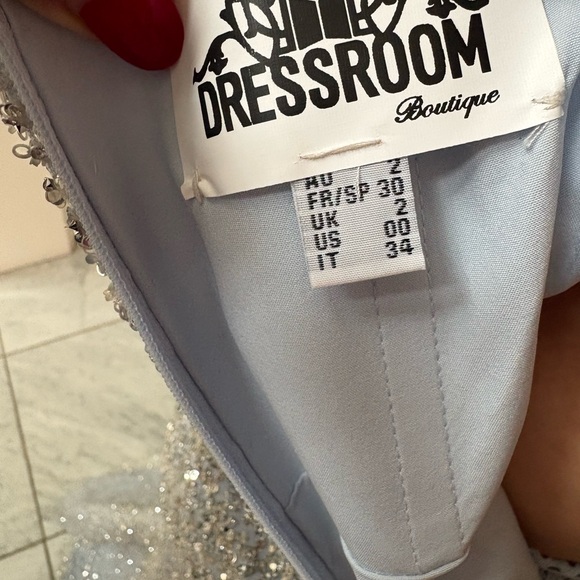 DRESSROOM
Boutique
AU 2
FR/SP 30
UK 2
US 00
IT 34